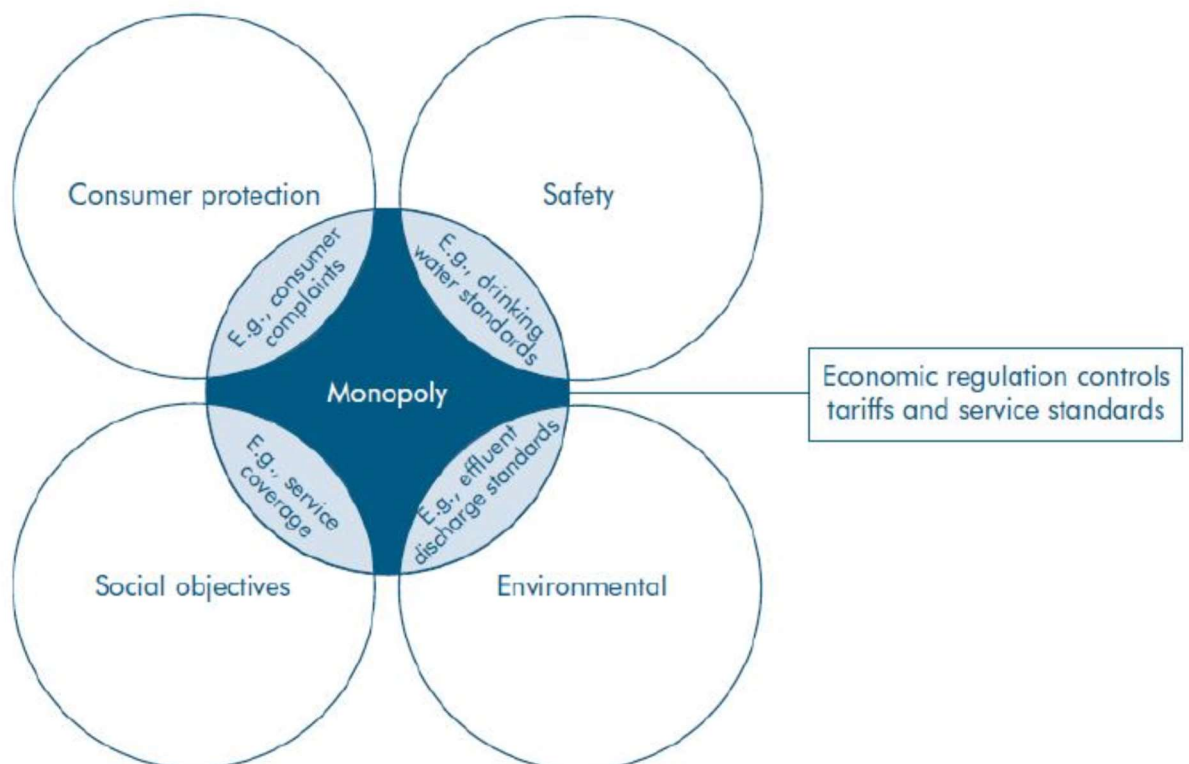 Consumer protection
Safety
E.g., consumer
complaints
E.g., drinking
water standards
Monopoly
Economic regulation controls
tariffs and service standards
E.g., service
coverage
E.g., effluent
discharge standards
Social objectives
Environmental